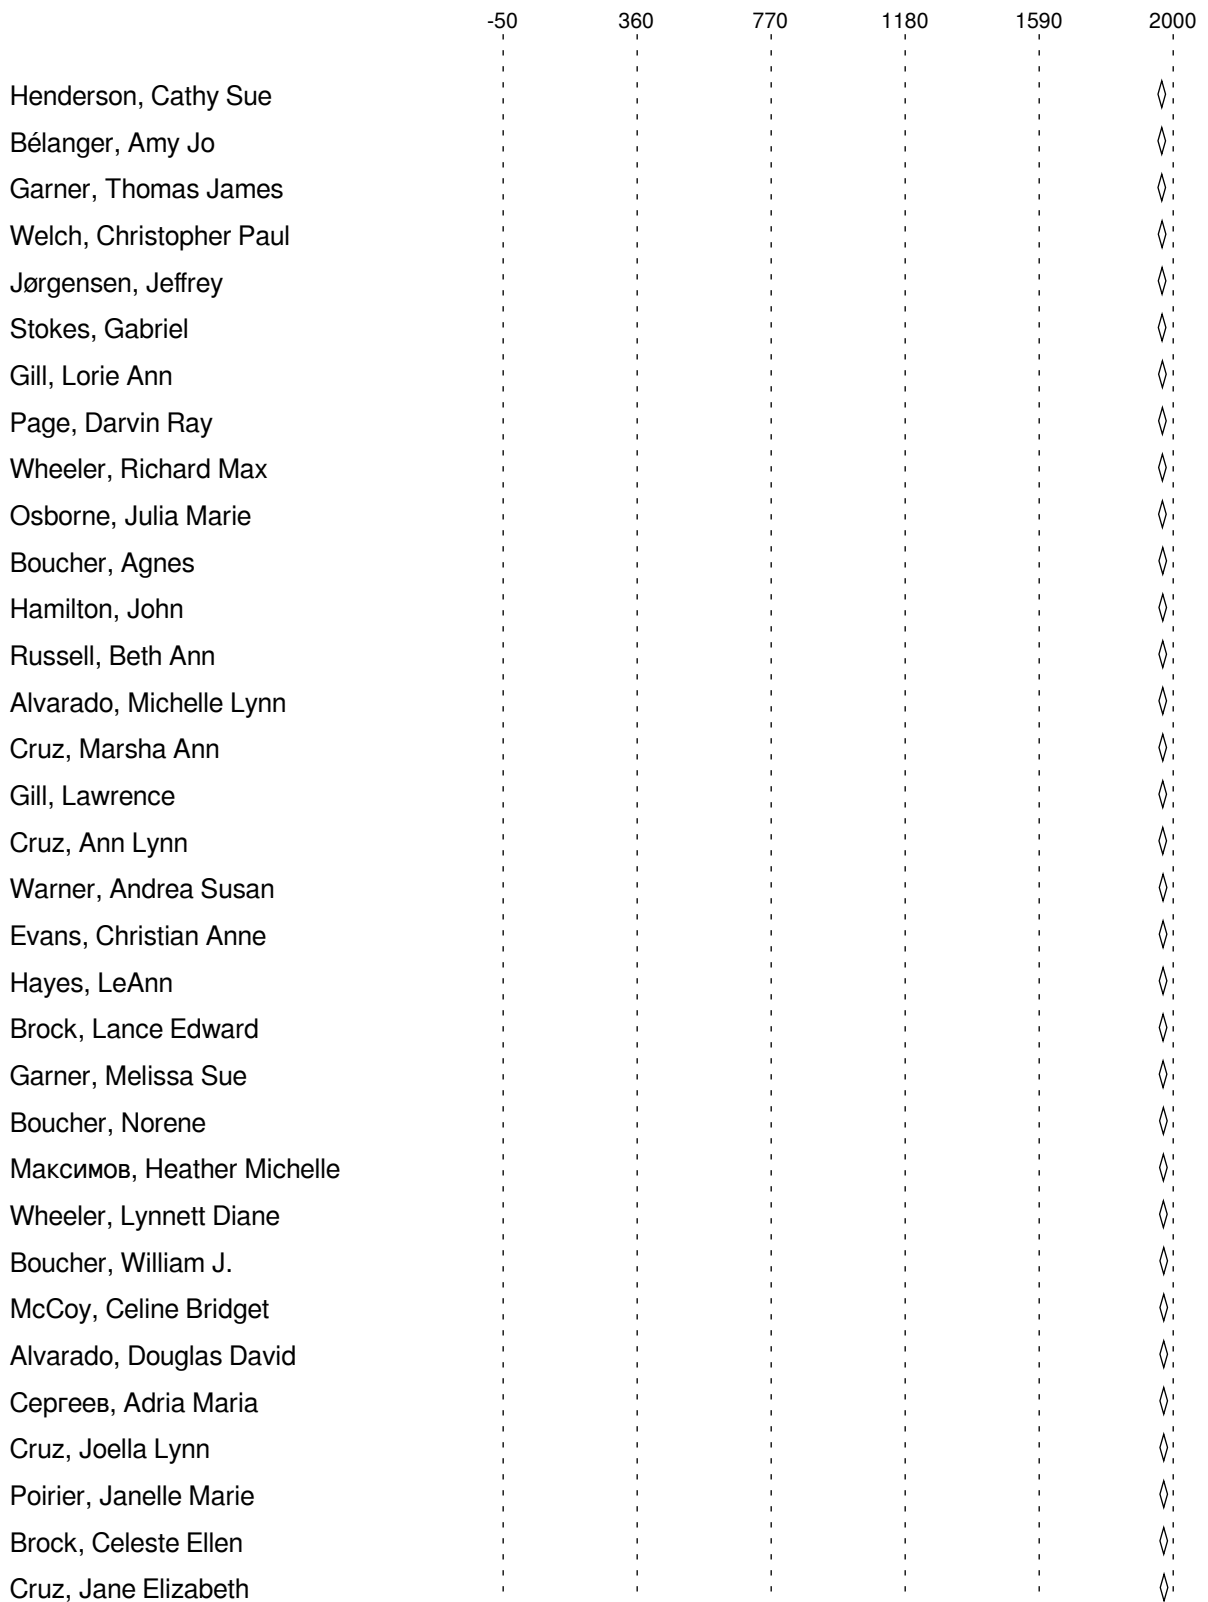 -50 360 770 1180 1590 2000
Henderson, Cathy Sue
Bélanger, Amy Jo
Garner, Thomas James
Welch, Christopher Paul
Jørgensen, Jeffrey
Stokes, Gabriel
Gill, Lorie Ann
Page, Darvin Ray
Wheeler, Richard Max
Osborne, Julia Marie
Boucher, Agnes
Hamilton, John
Russell, Beth Ann
Alvarado, Michelle Lynn
Cruz, Marsha Ann
Gill, Lawrence
Cruz, Ann Lynn
Warner, Andrea Susan
Evans, Christian Anne
Hayes, LeAnn
Brock, Lance Edward
Garner, Melissa Sue
Boucher, Norene
Максимов, Heather Michelle
Wheeler, Lynnett Diane
Boucher, William J.
McCoy, Celine Bridget
Alvarado, Douglas David
Сергеев, Adria Maria
Cruz, Joella Lynn
Poirier, Janelle Marie
Brock, Celeste Ellen
Cruz, Jane Elizabeth